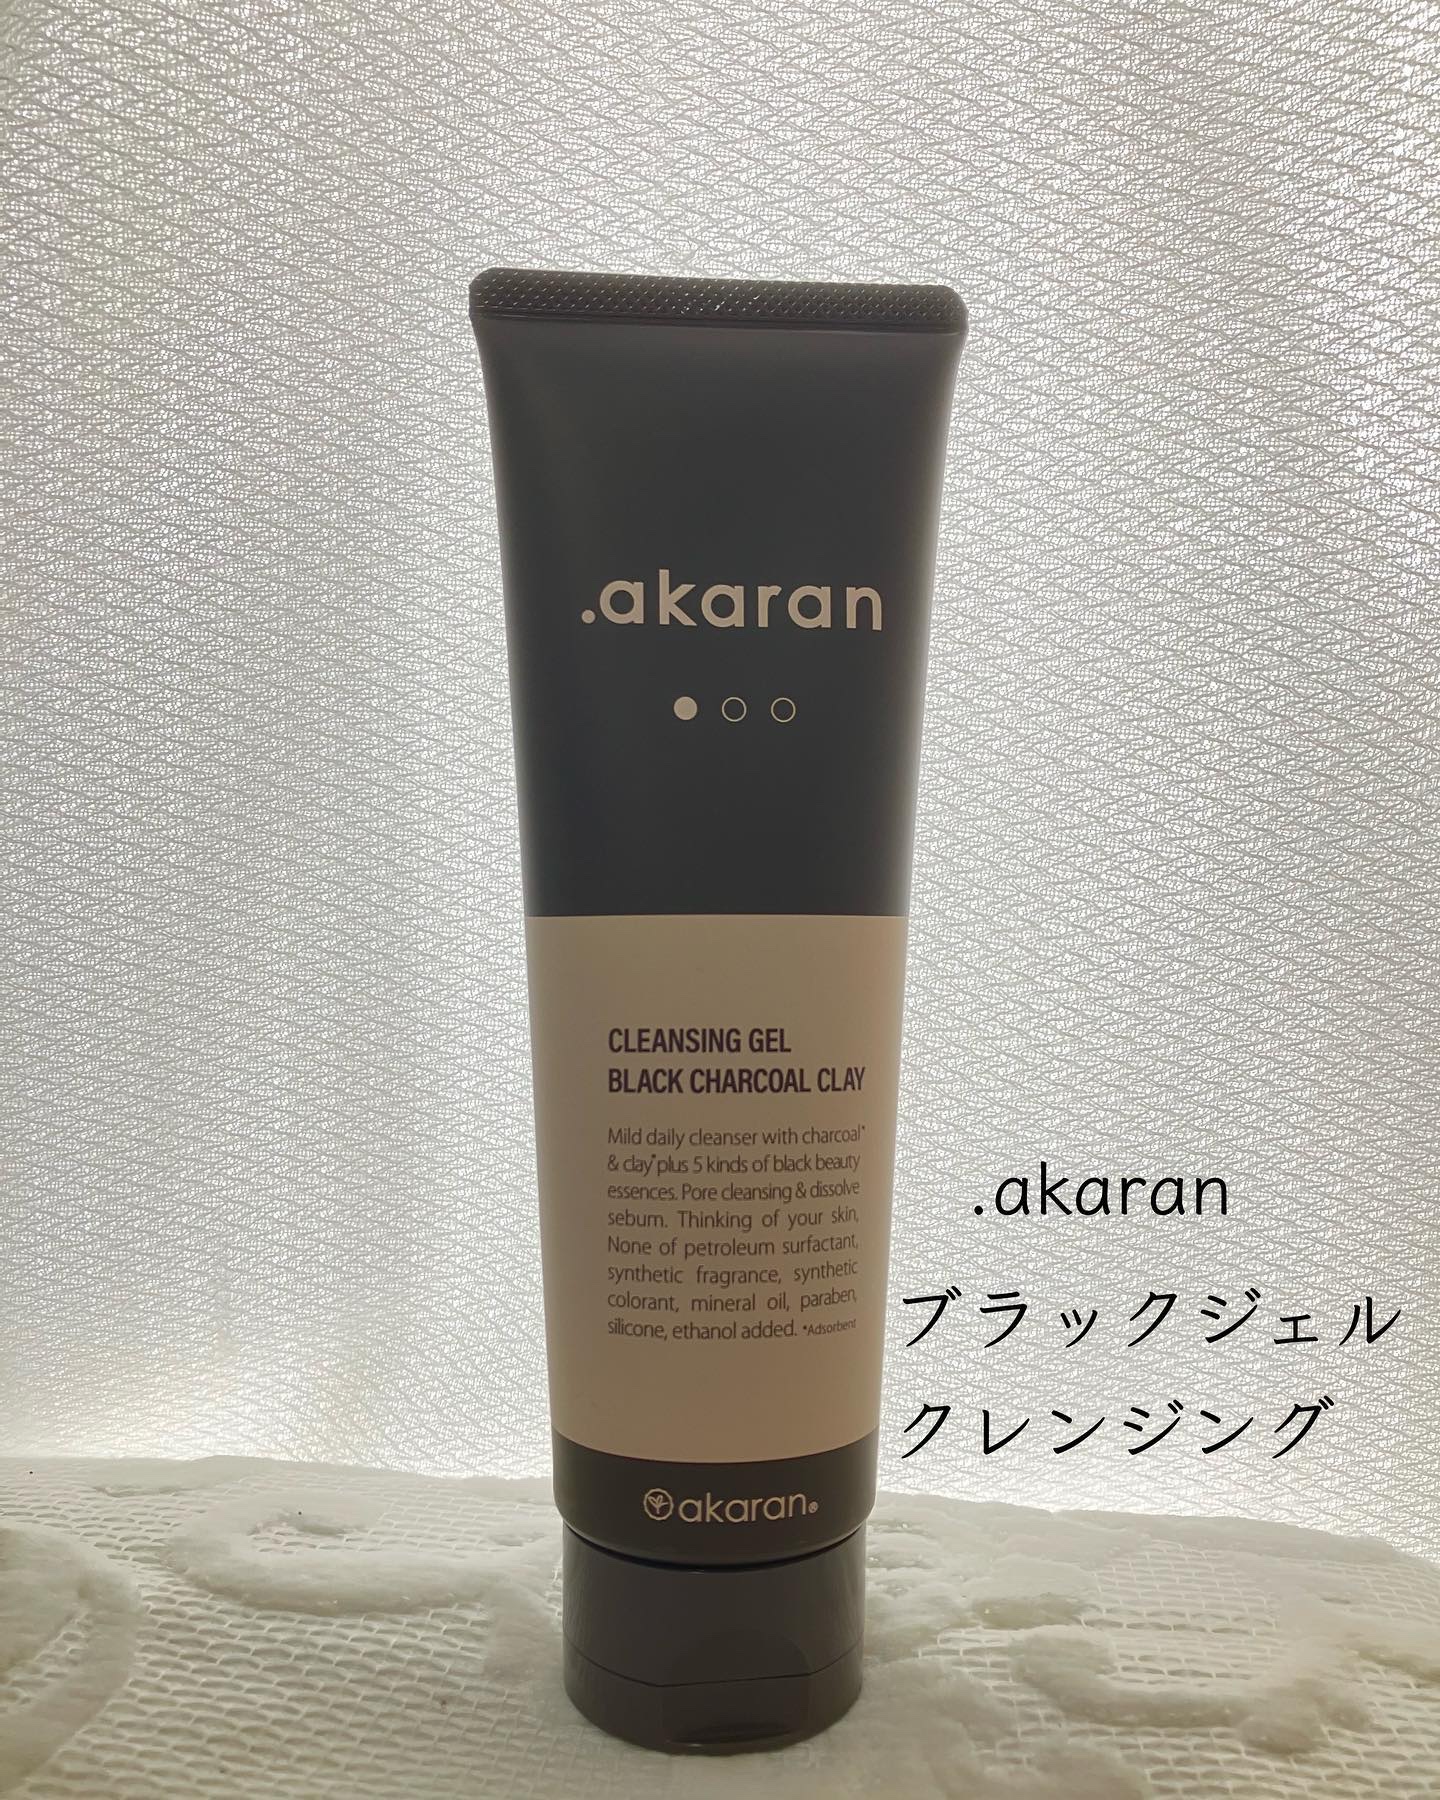 .akaran
CLEANSING GEL
BLACK CHARCOAL CLAY
Mild daily cleanser with charcoal*
& clay*plus 5 kinds of black beauty
essences. Pore cleansing & dissolve
sebum. Thinking of your skin,
None of petroleum surfactant,
synthetic fragrance, synthetic
colorant, mineral oil, paraben,
silicone, ethanol added. *Adsorbent
akaran®
.akaran
ブラックジェル
クレンジング